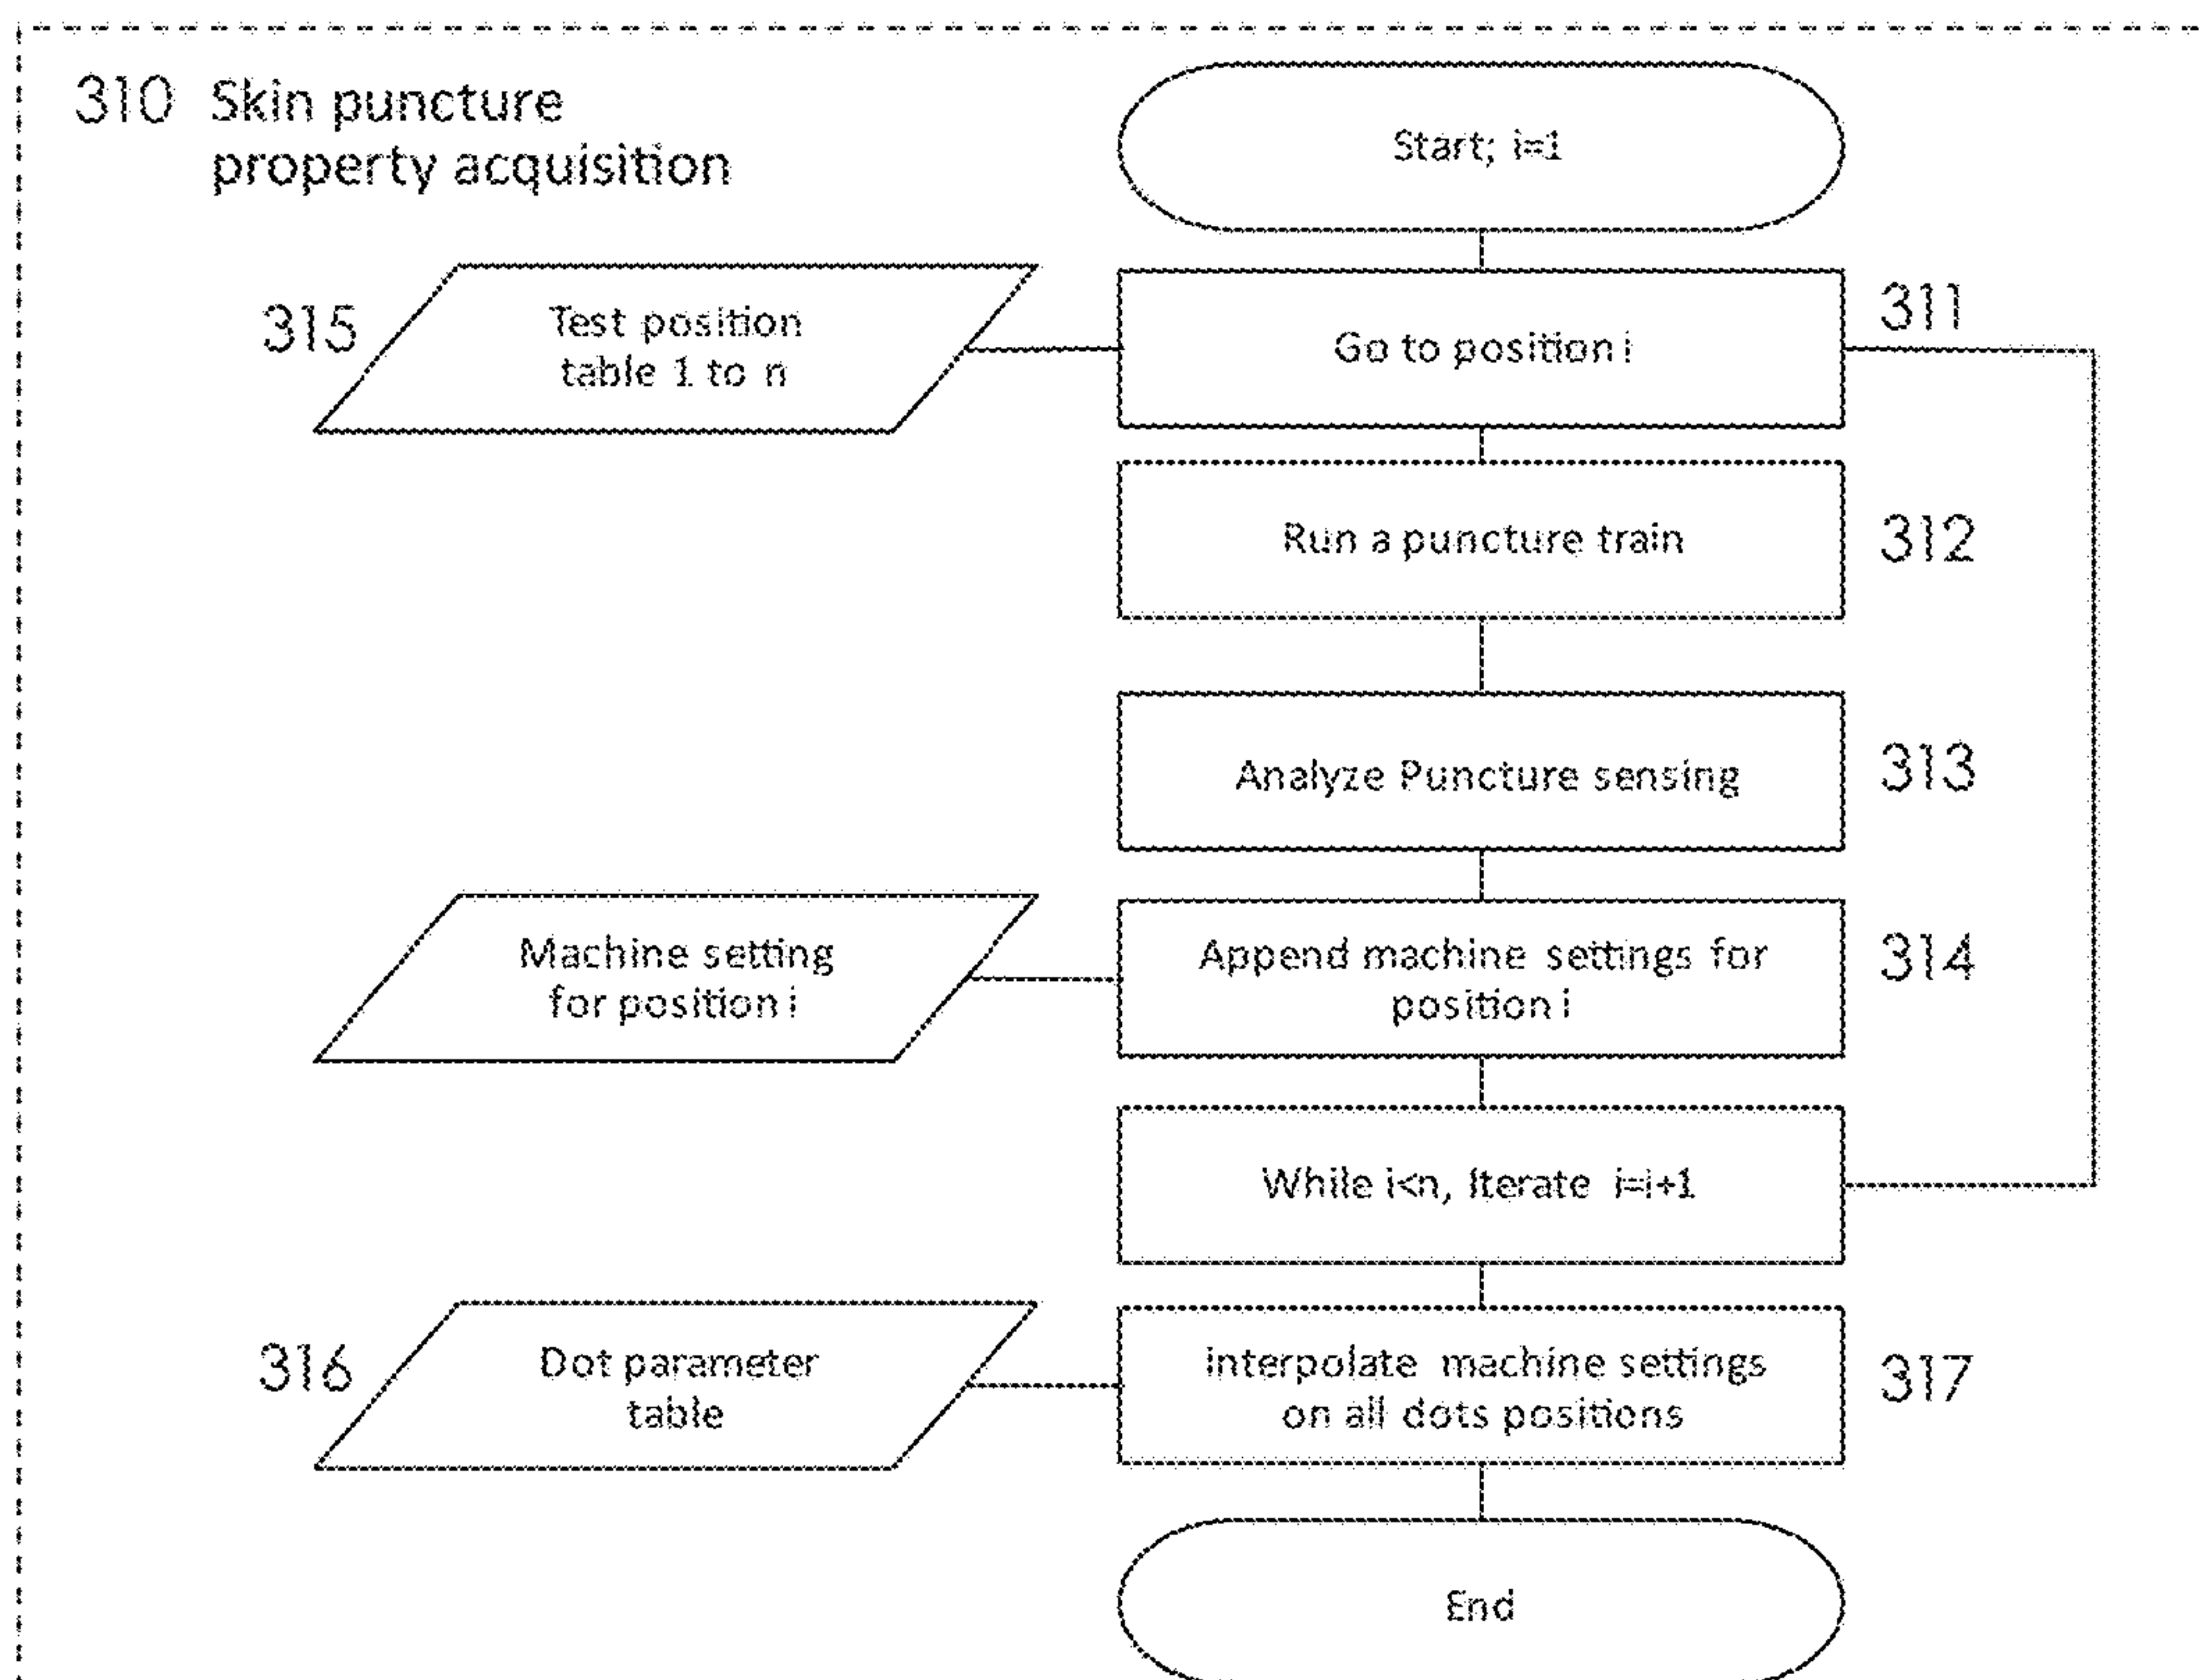 310 Skin puncture
property acquisition
Start; i=1
315
Test position
table 1 to n
Go to position i
311
Run a puncture train
312
Analyze Puncture sensing
313
Machine setting
for position i
Append machine settings for
position i
314
While i<n, Iterate i=i+1
316
Dot parameter
table
Interpolate machine settings
on all dots positions
317
End